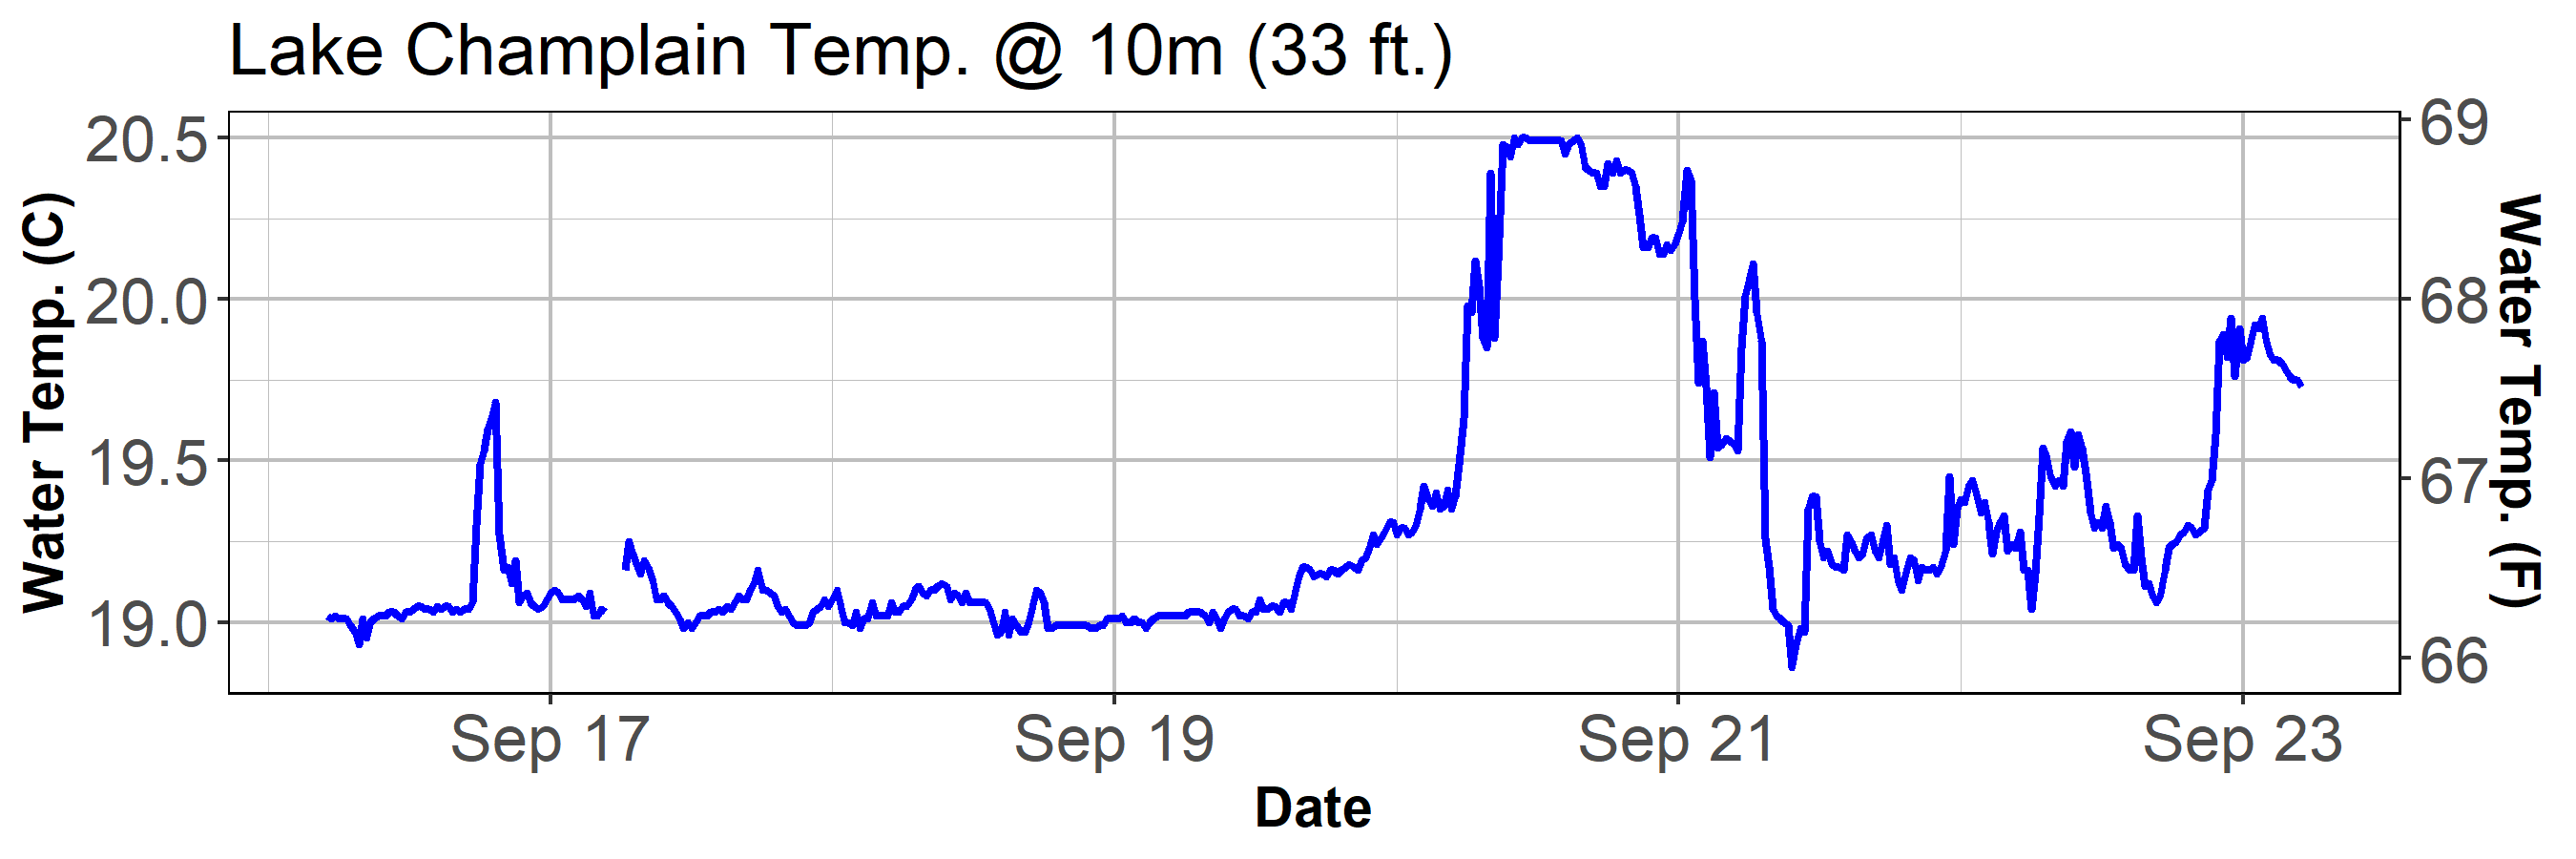 Lake Champlain Temp. @ 10m (33 ft.)
Water Temp. (C)
20.5
20.0
19.5
19.0
69
68
67
66
Water Temp. (F)
Sep 17
Sep 19
Sep 21
Sep 23
Date